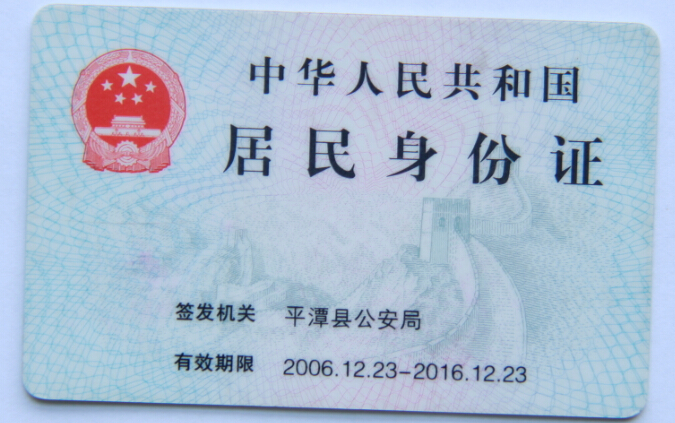 中华人民共和国
居民身份证
签发机关 平潭县公安局
有效期限 2006.12.23-2016.12.23